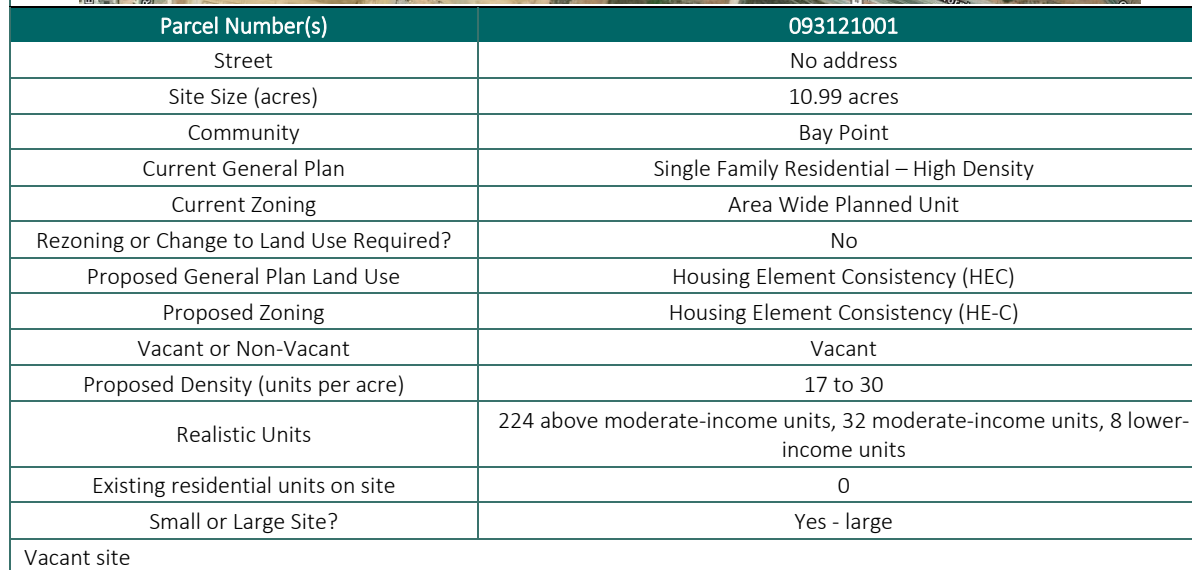 Parcel Number(s) 093121001
Street No address
Site Size (acres) 10.99 acres
Community Bay Point
Current General Plan Single Family Residential – High Density
Current Zoning Area Wide Planned Unit
Rezoning or Change to Land Use Required? No
Proposed General Plan Land Use Housing Element Consistency (HEC)
Proposed Zoning Housing Element Consistency (HE-C)
Vacant or Non-Vacant Vacant
Proposed Density (units per acre) 17 to 30
Realistic Units 224 above moderate-income units, 32 moderate-income units, 8 lower-
income units
Existing residential units on site 0
Small or Large Site? Yes - large
Vacant site